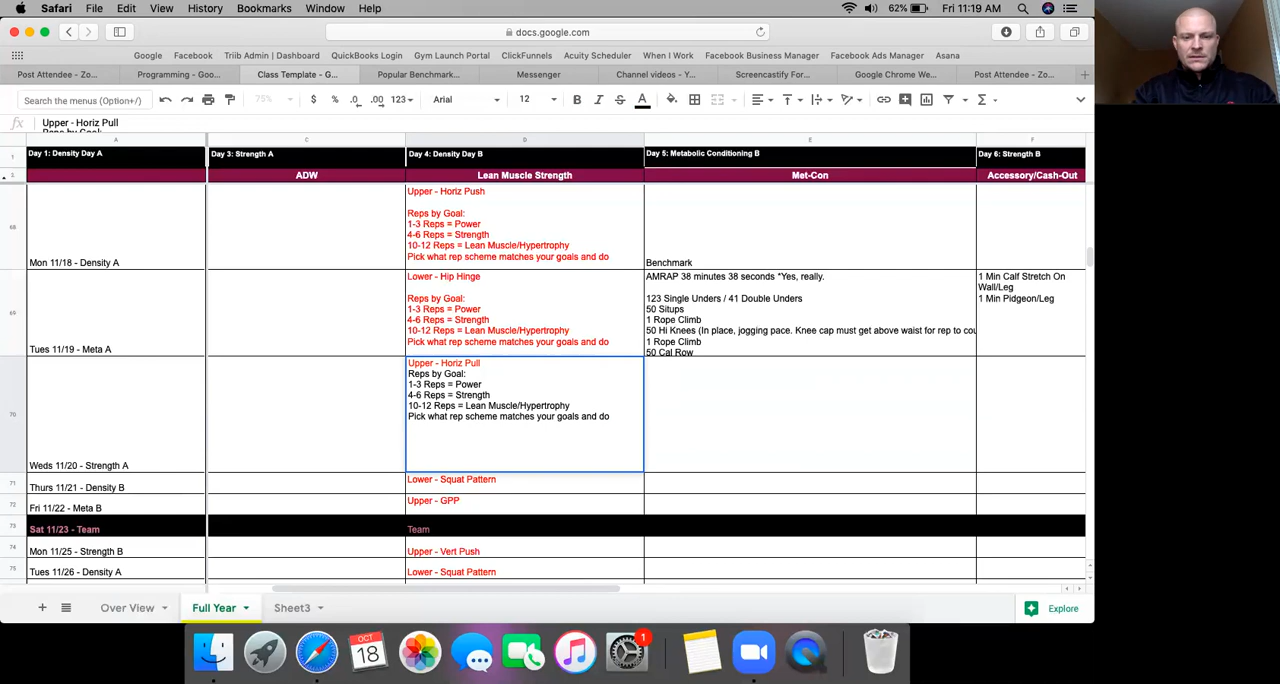 Safari File Edit View History Bookmarks Window Help 62% Fri 11:19 AM
docs.google.com
Google Facebook Triib Admin | Dashboard QuickBooks Login Gym Launch Portal ClickFunnels Acuity Scheduler When I Work Facebook Business Manager Facebook Ads Manager Asana
Post Attendee - Zo... Programming - Goo... Class Template - G... Popular Benchmark... Messenger Channel videos - Y... Screencastify For... Google Chrome We... Post Attendee - Zo...
Search the menus (Option+/) 75% $ % .0 .00 123 Arial 12 B I S A
fx Upper - Horiz Pull
Reps by Goal:
A C D E F
1 Day 1: Density Day A Day 3: Strength A Day 4: Density Day B Day 5: Metabolic Conditioning B Day 6: Strength B
2 ADW Lean Muscle Strength Met-Con Accessory/Cash-Out
68 Mon 11/18 - Density A
Upper - Horiz Push
Reps by Goal:
1-3 Reps = Power
4-6 Reps = Strength
10-12 Reps = Lean Muscle/Hypertrophy
Pick what rep scheme matches your goals and do
Benchmark
69 Tues 11/19 - Meta A
Lower - Hip Hinge
Reps by Goal:
1-3 Reps = Power
4-6 Reps = Strength
10-12 Reps = Lean Muscle/Hypertrophy
Pick what rep scheme matches your goals and do
AMRAP 38 minutes 38 seconds *Yes, really.
123 Single Unders / 41 Double Unders
50 Situps
1 Rope Climb
50 Hi Knees (In place, jogging pace. Knee cap must get above waist for rep to cou
1 Rope Climb
50 Cal Row
1 Min Calf Stretch On
Wall/Leg
1 Min Pidgeon/Leg
70 Weds 11/20 - Strength A
Upper - Horiz Pull
Reps by Goal:
1-3 Reps = Power
4-6 Reps = Strength
10-12 Reps = Lean Muscle/Hypertrophy
Pick what rep scheme matches your goals and do
71 Thurs 11/21 - Density B Lower - Squat Pattern
72 Fri 11/22 - Meta B Upper - GPP
73 Sat 11/23 - Team Team
74 Mon 11/25 - Strength B Upper - Vert Push
75 Tues 11/26 - Density A Lower - Squat Pattern
Over View Full Year Sheet3 Explore
OCT
18
1